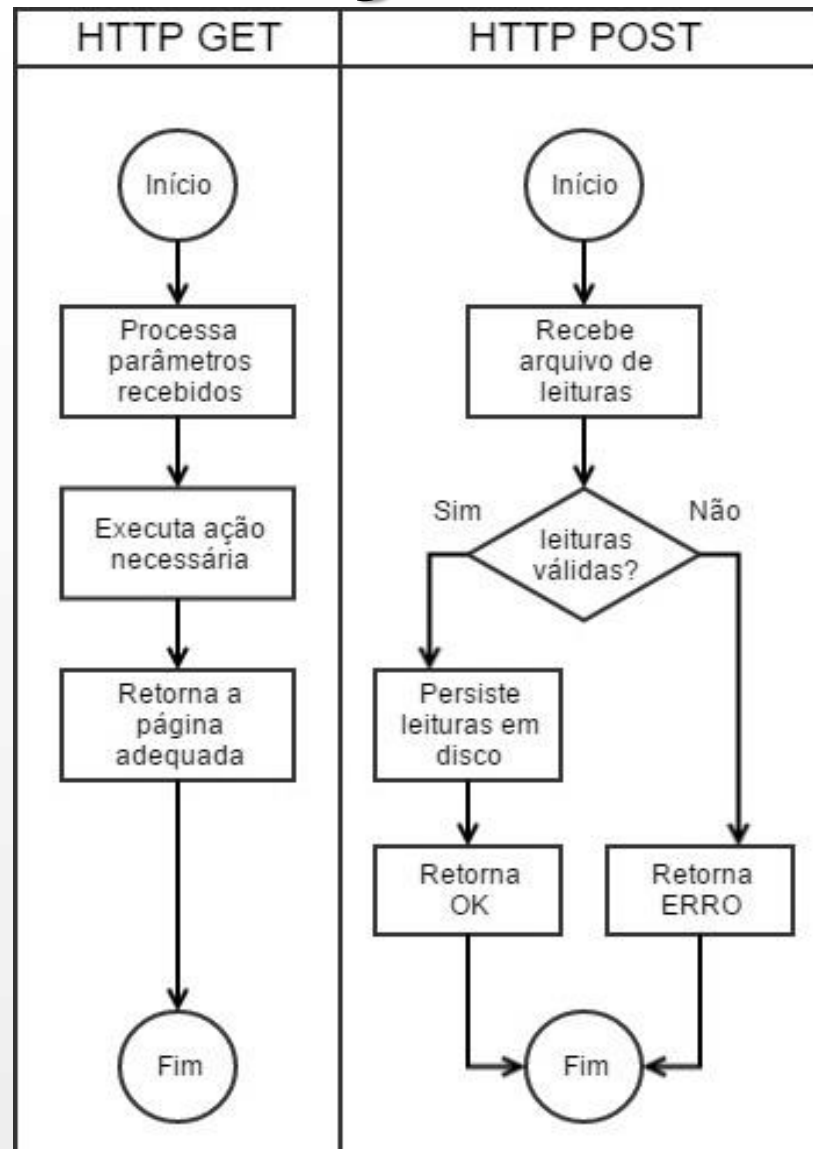 HTTP GET
HTTP POST
Início
Processa
parâmetros
recebidos
Executa ação
necessária
Retorna a
página
adequada
Fim
Início
Recebe
arquivo de
leituras
leituras
válidas?
Sim
Não
Persiste
leituras em
disco
Retorna
OK
Retorna
ERRO
Fim